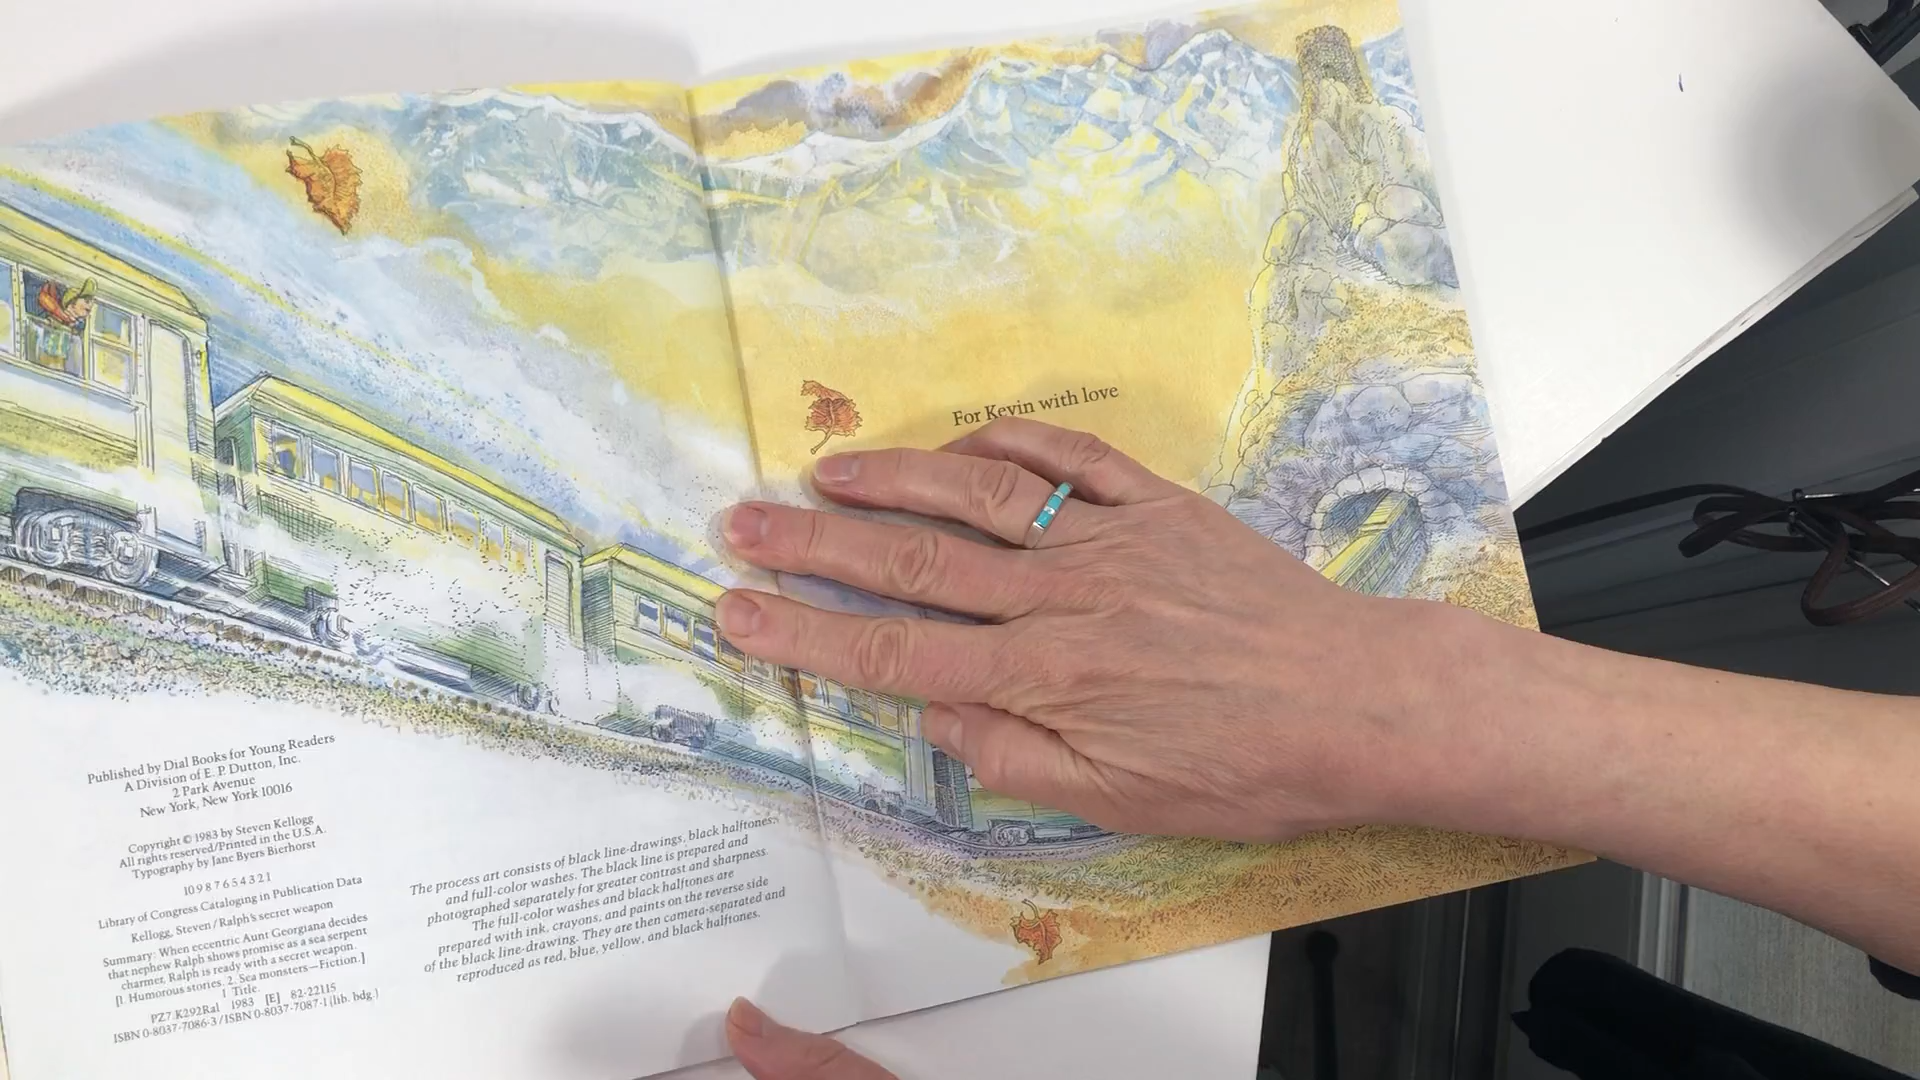 For Kevin with love
Published by Dial Books for Young Readers
A Division of E. P. Dutton, Inc.
2 Park Avenue
New York, New York 10016
Copyright © 1983 by Steven Kellogg
All rights reserved/Printed in the U.S.A.
Typography by Jane Byers Bierhorst
10 9 8 7 6 5 4 3 2 1
Library of Congress Cataloging in Publication Data
Kellogg, Steven / Ralph's secret weapon
Summary: When eccentric Aunt Georgiana decides
that nephew Ralph shows promise as a sea serpent
charmer, Ralph is ready with a secret weapon.
[1. Humorous stories. 2. Sea monsters—Fiction.]
I Title.
PZ7.K292Ral 1983 [E] 82-22115
ISBN 0-8037-7086-3 / ISBN 0-8037-7087-1 (lib. bdg.)
The process art consists of black line-drawings, black halftones,
and full-color washes. The black line is prepared and
photographed separately for greater contrast and sharpness.
The full-color washes and black halftones are
prepared with ink, crayons, and paints on the reverse side
of the black line-drawing. They are then camera-separated and
reproduced as red, blue, yellow, and black halftones.